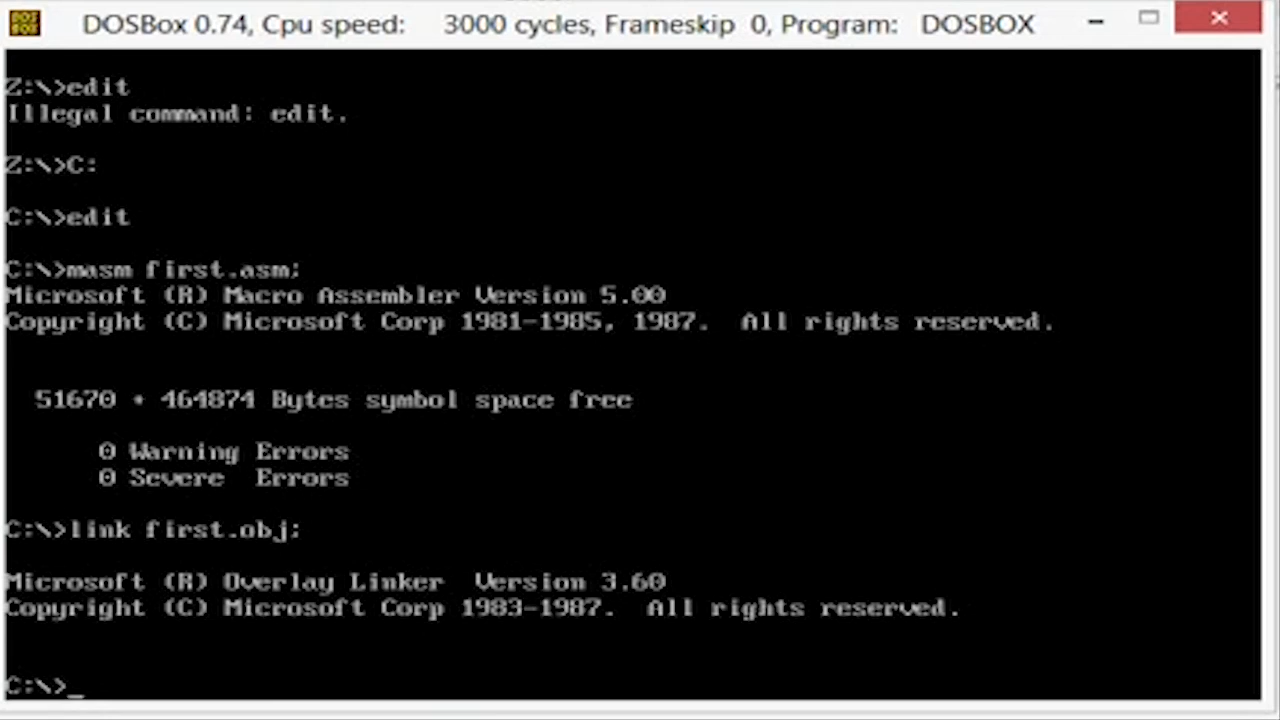 DOSBox 0.74, Cpu speed: 3000 cycles, Frameskip 0, Program: DOSBOX
Z:\>edit
Illegal command: edit.
Z:\>C:
C:\>edit
C:\>masm first.asm;
Microsoft (R) Macro Assembler Version 5.00
Copyright (C) Microsoft Corp 1981-1985, 1987. All rights reserved.
51670 + 464874 Bytes symbol space free
0 Warning Errors
0 Severe Errors
C:\>link first.obj;
Microsoft (R) Overlay Linker Version 3.60
Copyright (C) Microsoft Corp 1983-1987. All rights reserved.
C:\>_